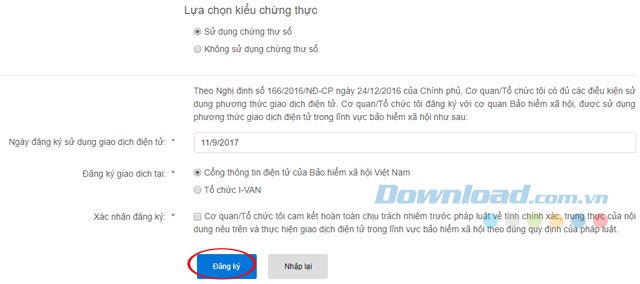 Lựa chọn kiểu chứng thực
Sử dụng chứng thư số
Không sử dụng chứng thư số
Theo Nghị định số 166/2016/NĐ-CP ngày 24/12/2016 của Chính phủ, Cơ quan/Tổ chức tôi có đủ các điều kiện sử
dụng phương thức giao dịch điện tử. Cơ quan/Tổ chức tôi đăng ký với cơ quan Bảo hiểm xã hội, được sử dụng
phương thức giao dịch điện tử trong lĩnh vực bảo hiểm xã hội như sau:
Ngày đăng ký sử dụng giao dịch điện tử: * 11/9/2017
Đăng ký giao dịch tại: * Cổng thông tin điện tử của Bảo hiểm xã hội Việt Nam
Tổ chức I-VAN
Download.com.vn
Xác nhận đăng ký: * Cơ quan/Tổ chức tôi cam kết hoàn toàn chịu trách nhiệm trước pháp luật về tính chính xác, trung thực của nội
dung nêu trên và thực hiện giao dịch điện tử trong lĩnh vực bảo hiểm xã hội theo đúng quy định của pháp luật.
Đăng ký Nhập lại